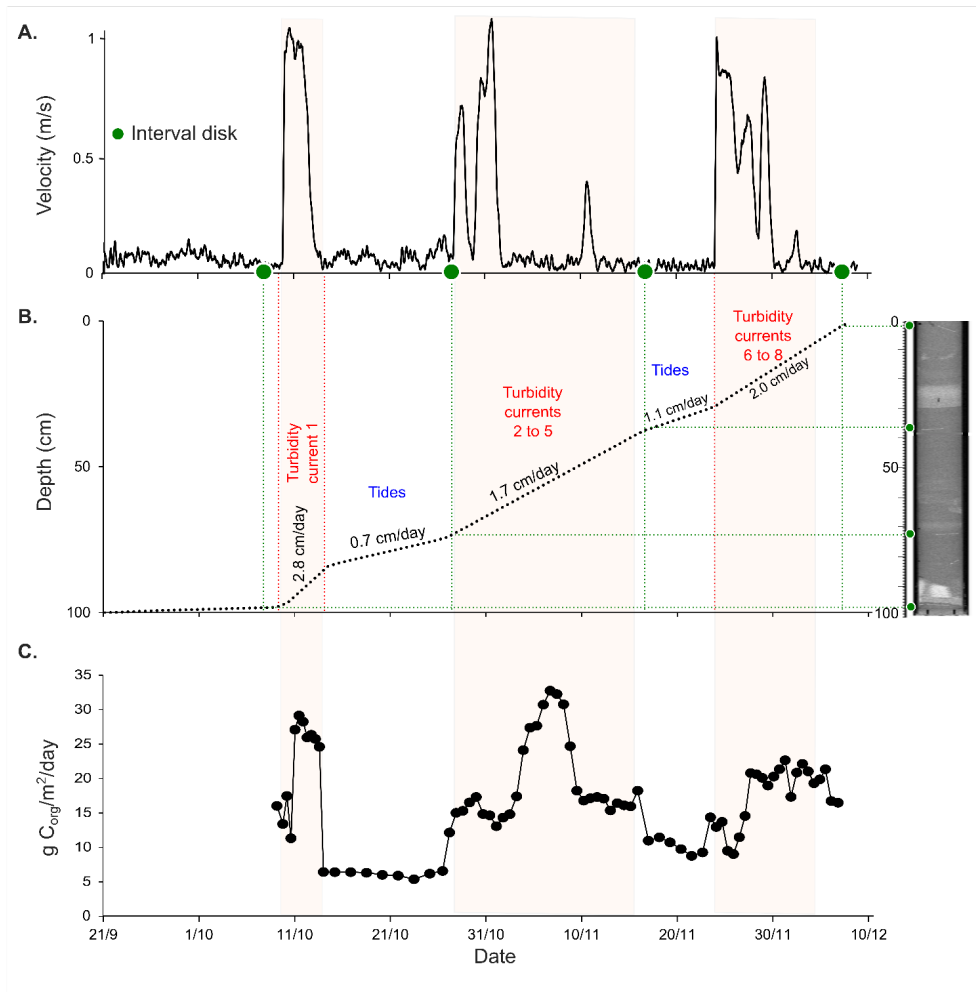 A.
1
0.5
0
Velocity (m/s)
Interval disk
B.
0
50
100
Depth (cm)
Turbidity
current 1
2.8 cm/day
Tides
0.7 cm/day
Turbidity
currents
2 to 5
1.7 cm/day
Tides
1.1 cm/day
Turbidity
currents
6 to 8
2.0 cm/day
0
50
100
C.
35
30
25
20
15
10
5
0
g Corg/m²/day
21/9
1/10
11/10
21/10
31/10
10/11
20/11
30/11
10/12
Date